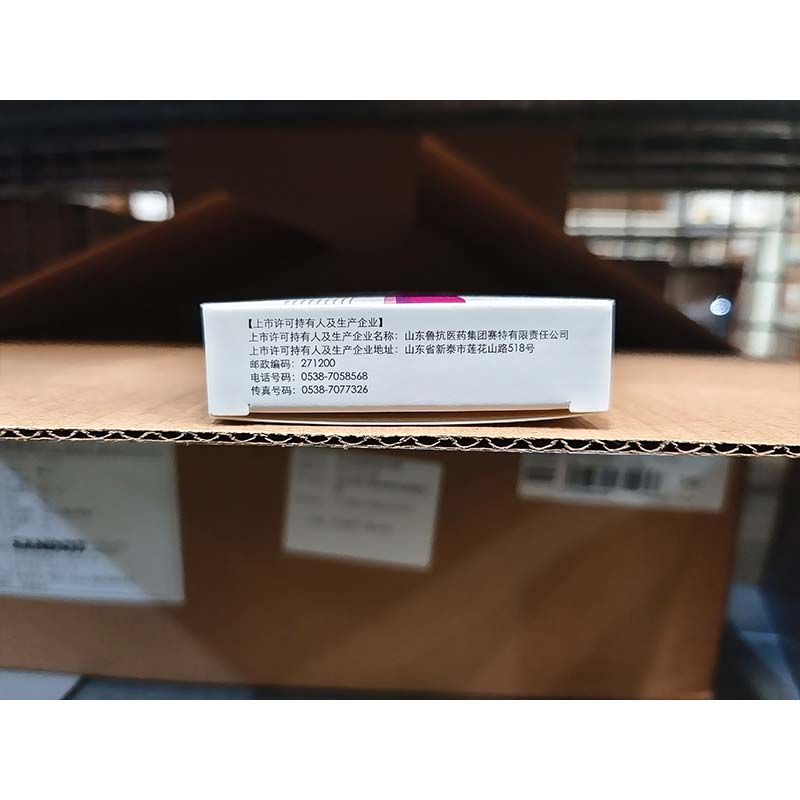 【上市许可持有人及生产企业】
上市许可持有人及生产企业名称：山东鲁抗医药集团赛特有限责任公司
上市许可持有人及生产企业地址：山东省新泰市莲花山路518号
邮政编码：271200
电话号码：0538-7058568
传真号码：0538-7077326